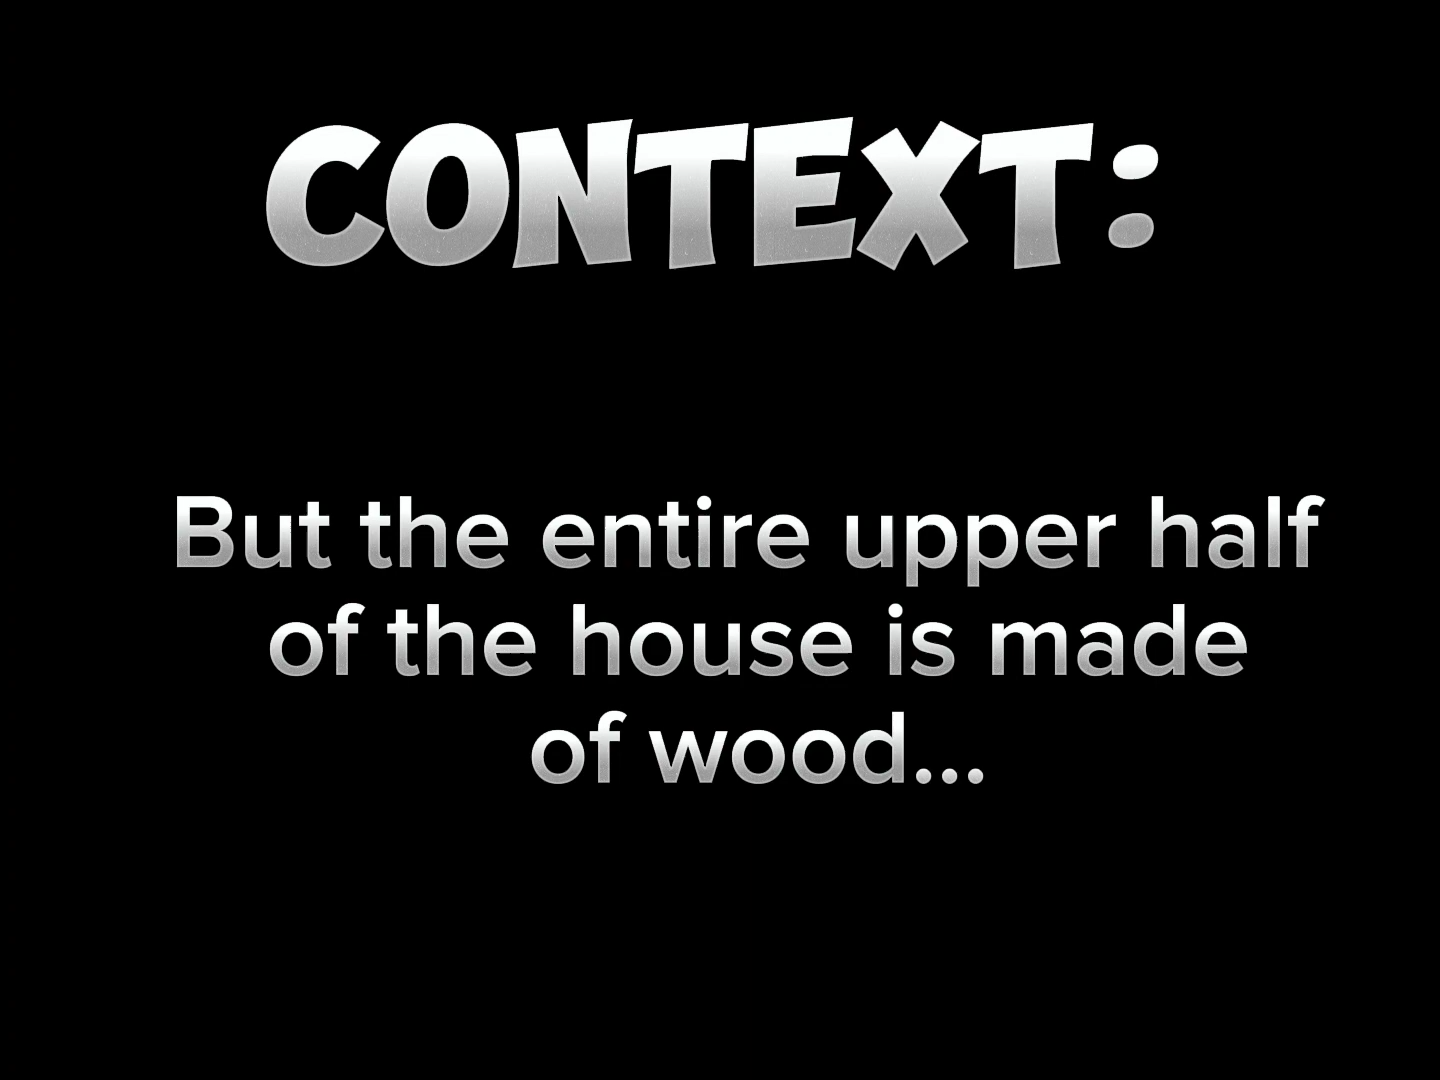 CONTEXT:
But the entire upper half
of the house is made
of wood...